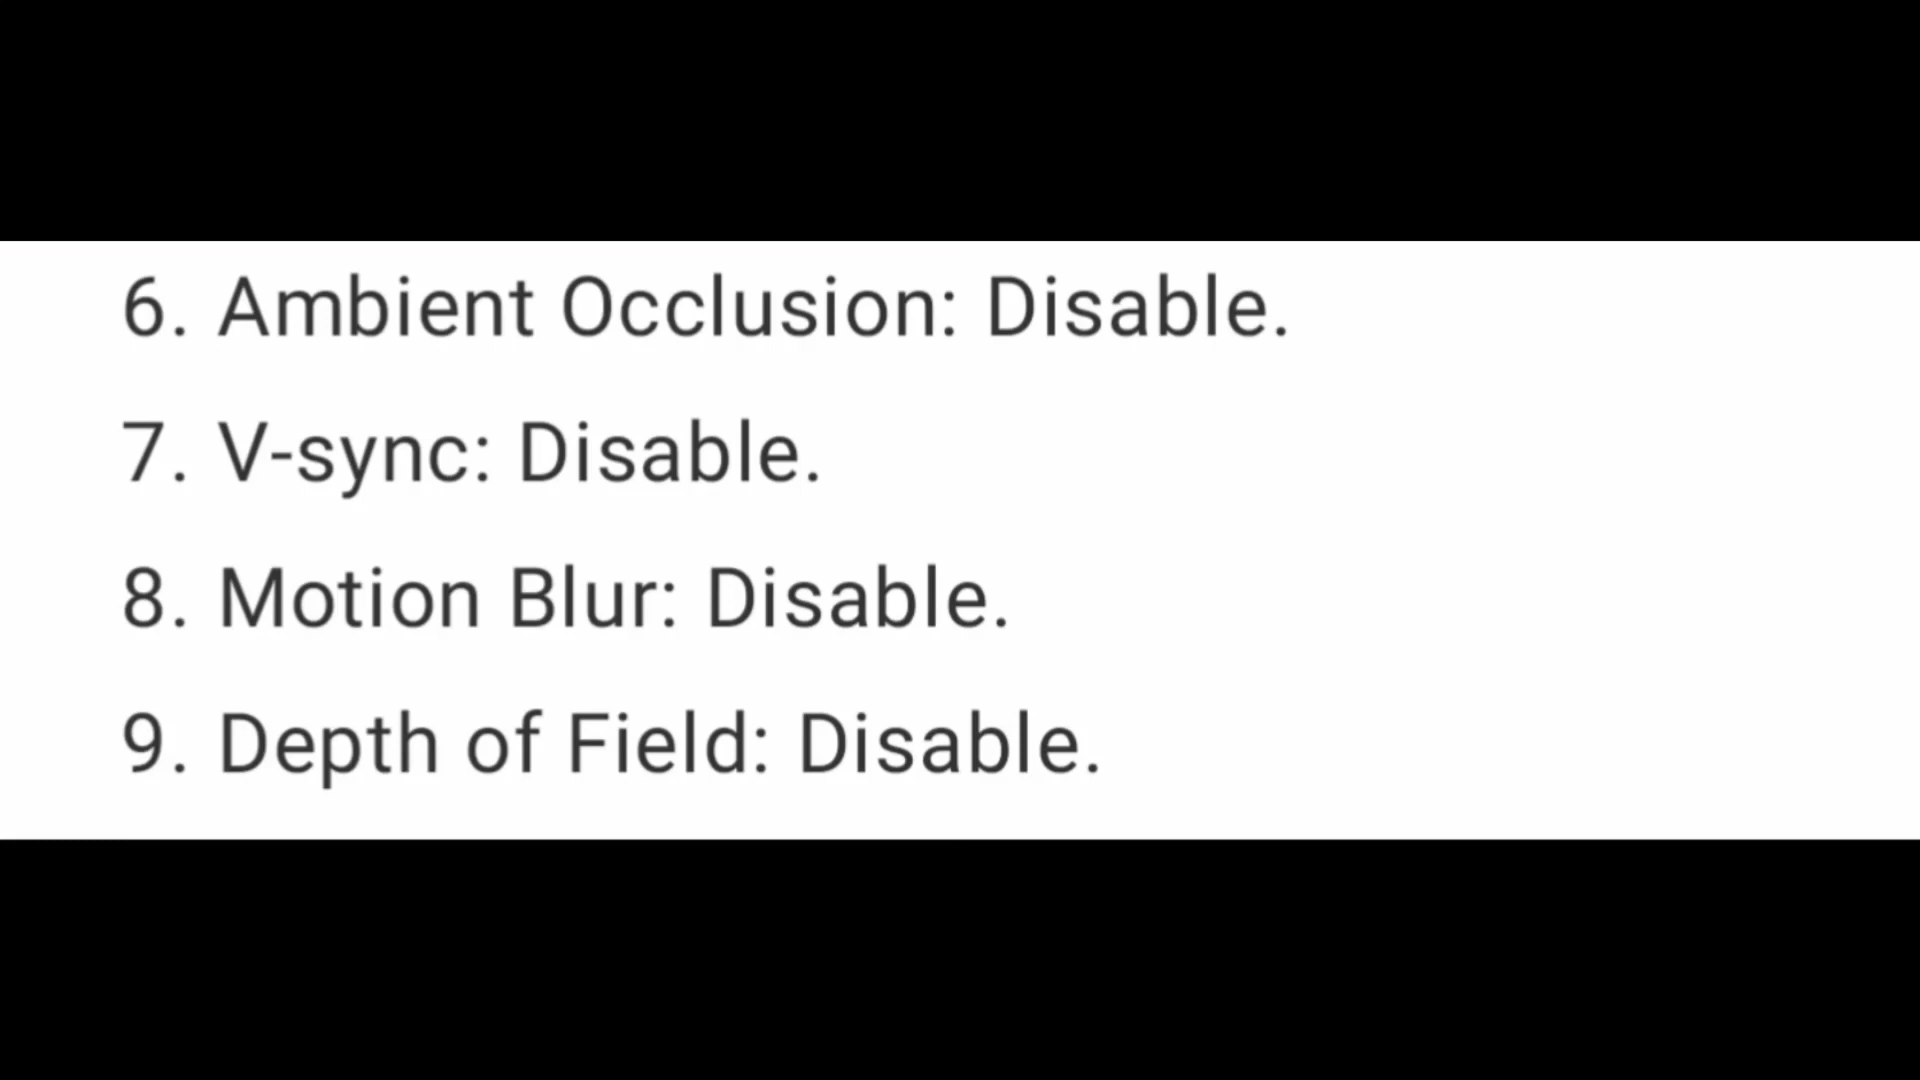 6. Ambient Occlusion: Disable.
7. V-sync: Disable.
8. Motion Blur: Disable.
9. Depth of Field: Disable.